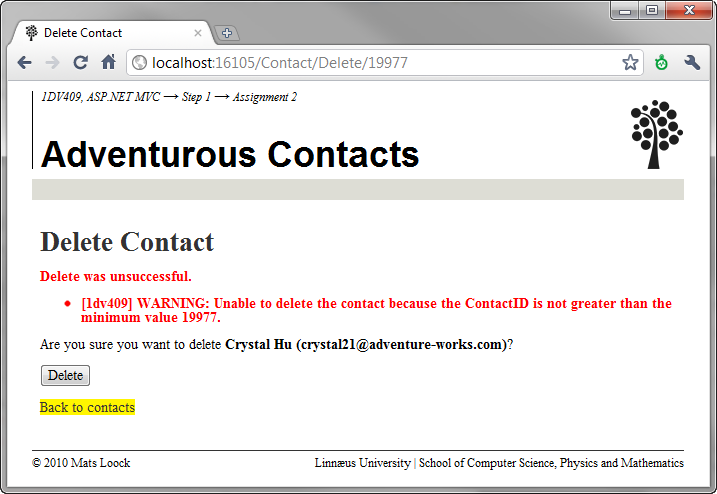 Delete Contact
localhost:16105/Contact/Delete/19977
1DV409, ASP.NET MVC → Step 1 → Assignment 2
Adventurous Contacts
Delete Contact
Delete was unsuccessful.
[1dv409] WARNING: Unable to delete the contact because the ContactID is not greater than the
minimum value 19977.
Are you sure you want to delete Crystal Hu (crystal21@adventure-works.com)?
Delete
Back to contacts
© 2010 Mats Loock Linnæus University | School of Computer Science, Physics and Mathematics